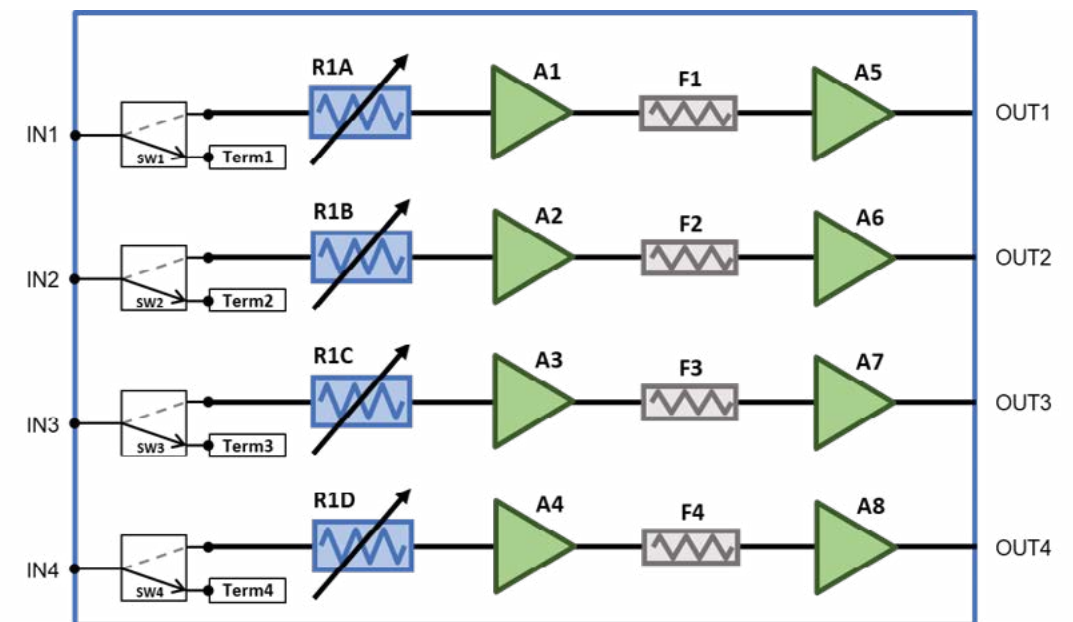 R1A
A1
F1
A5
IN1
SW1
Term1
OUT1
R1B
A2
F2
A6
IN2
SW2
Term2
OUT2
R1C
A3
F3
A7
IN3
SW3
Term3
OUT3
R1D
A4
F4
A8
IN4
SW4
Term4
OUT4